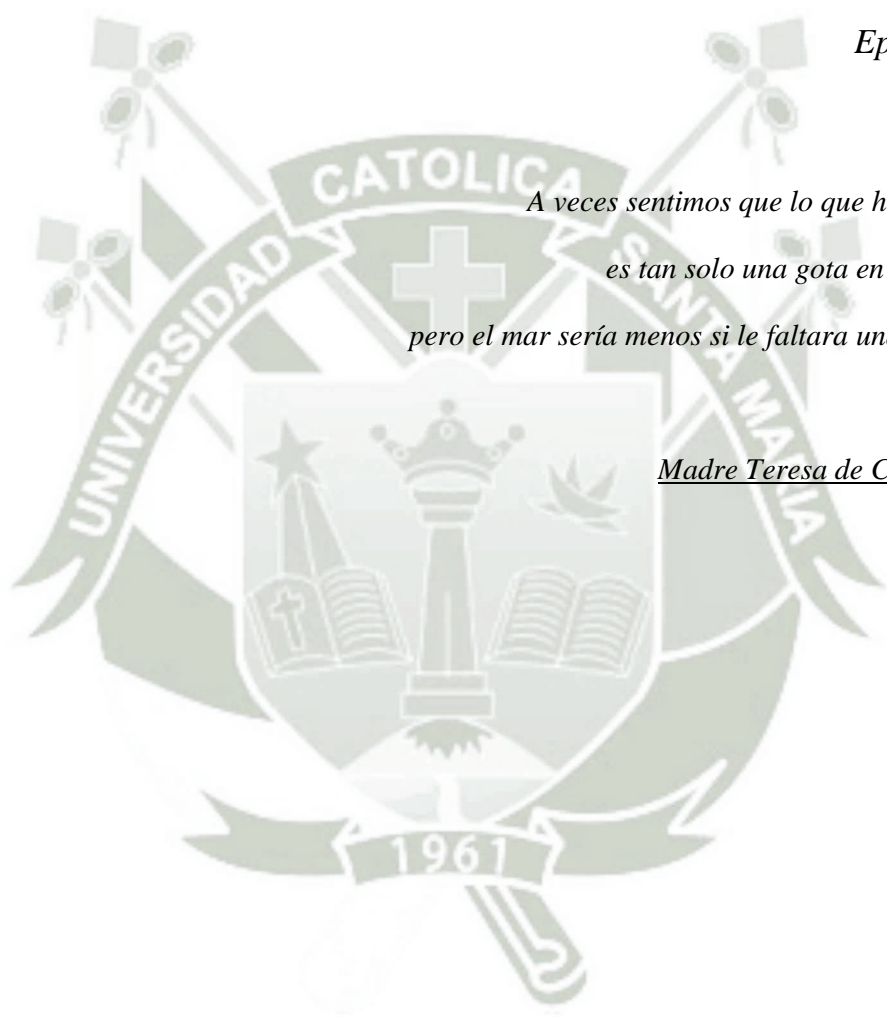 Ep
A veces sentimos que lo que h
es tan solo una gota en
pero el mar sería menos si le faltara una
Madre Teresa de C
UNIVERSIDAD CATOLICA SANTA MARIA
1961